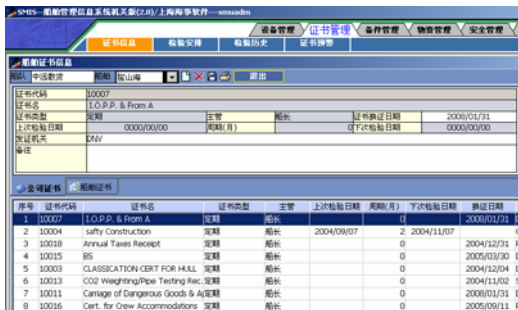 SMIS--船舶管理信息系统机关版(2.0)/上海海事软件---smuadm
设备管理 证书管理 备件管理 物资管理 安全管理
证书信息 检验安排 检验历史 证书预警
船舶证书信息
船队 中远散货 船舶 退出
证书代码 10007
证书名 I.O.P.P. & From A
证书类型 定期 主管 船长 证书换证日期 2008/01/31
上次检验日期 0000/00/00 周期(月) 0 下次检验日期 0000/00/00
发证机关 DNV
备注
公司证书 船舶证书
序号 证书代码 证书名 证书类型 主管 上次检验日期 周期(月) 下次检验日期 换证日期
1 10007 I.O.P.P. & From A 定期 船长 0 2008/01/31
2 10004 safty Construction 定期 船长 2004/09/07 2 2004/11/07
3 10018 Annual Taxes Receipt 定期 船长 0 2004/12/31
4 10015 BS 定期 船长 0 2005/03/30
5 10003 CLASSICATION CERT FOR HULL 定期 船长 0 2004/12/04
6 10013 CO2 Weighting/Pipe Testing Rec. 定期 船长 0 2004/11/02
7 10011 Carriage of Dangerous Goods & A 定期 船长 0 2008/01/31
8 10016 Cert. for Crew Accommodations 定期 船长 0 2005/09/11